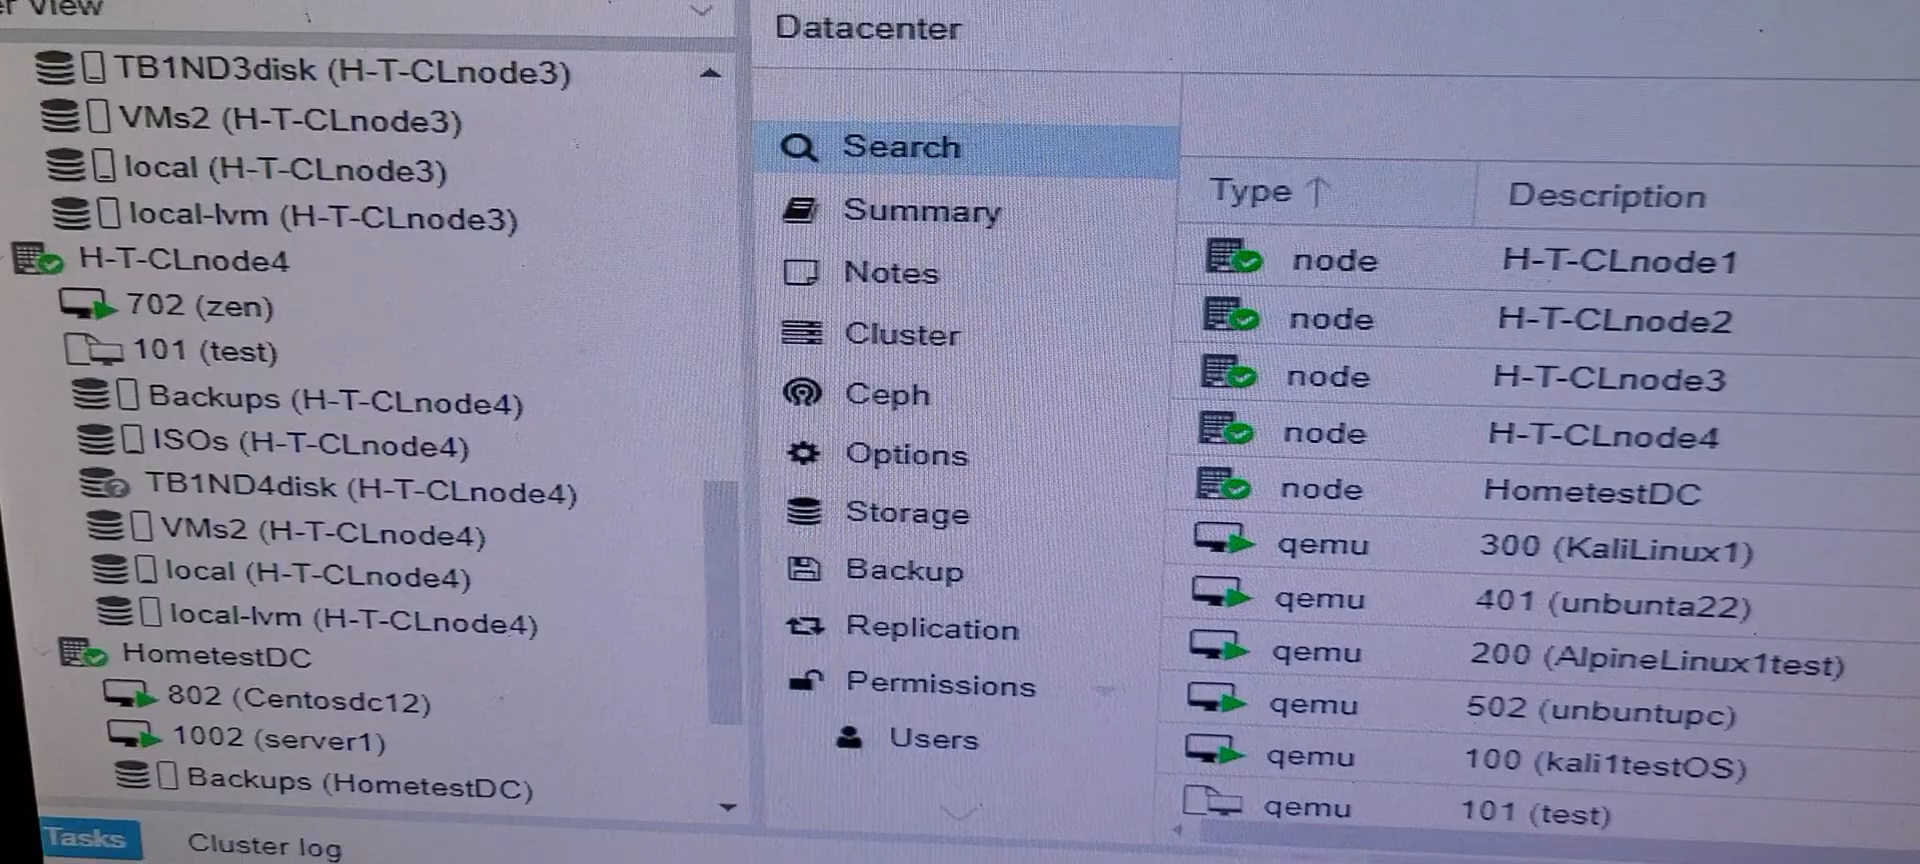 View
TB1ND3disk (H-T-CLnode3)
VMs2 (H-T-CLnode3)
local (H-T-CLnode3)
local-lvm (H-T-CLnode3)
H-T-CLnode4
702 (zen)
101 (test)
Backups (H-T-CLnode4)
ISOs (H-T-CLnode4)
TB1ND4disk (H-T-CLnode4)
VMs2 (H-T-CLnode4)
local (H-T-CLnode4)
local-lvm (H-T-CLnode4)
HometestDC
802 (Centosdc12)
1002 (server1)
Backups (HometestDC)
Datacenter
Search
Summary
Notes
Cluster
Ceph
Options
Storage
Backup
Replication
Permissions
Users
Type ↑ Description
node H-T-CLnode1
node H-T-CLnode2
node H-T-CLnode3
node H-T-CLnode4
node HometestDC
qemu 300 (KaliLinux1)
qemu 401 (unbunta22)
qemu 200 (AlpineLinux1test)
qemu 502 (unbuntupc)
qemu 100 (kali1testOS)
qemu 101 (test)
Tasks Cluster log